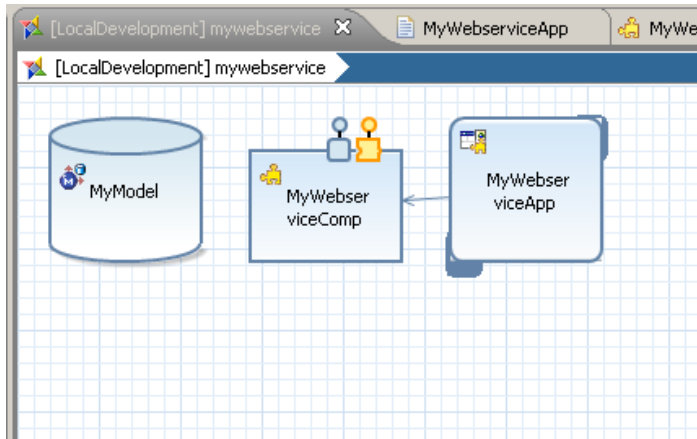 [LocalDevelopment] mywebservice
MyWebserviceApp
MyWe
[LocalDevelopment] mywebservice
MyModel
MyWebser
viceComp
MyWebser
viceApp